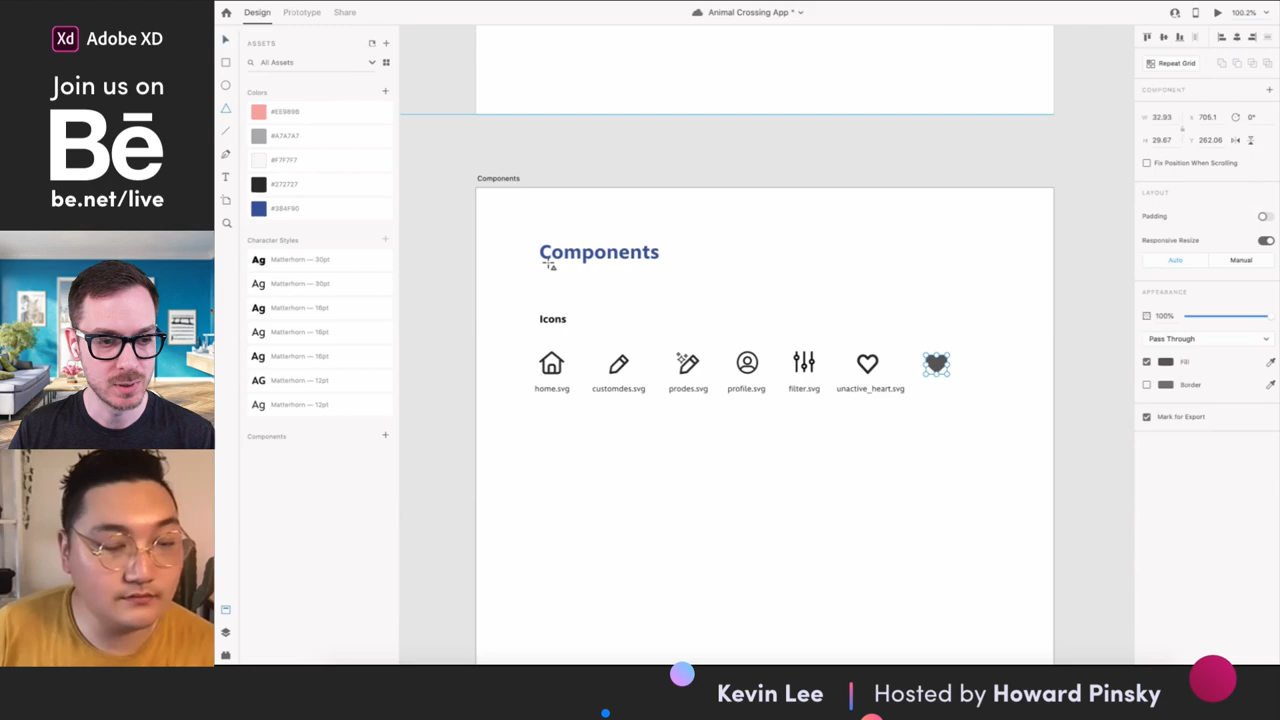 Xd Adobe XD
Join us on
Bē
be.net/live
Design Prototype Share
Animal Crossing App *
100.2%
ASSETS
All Assets
Colors
#EE9B9B
#A7A7A7
#F7F7F7
#272727
#384F90
Character Styles
Ag Matterhorn — 30pt
Ag Matterhorn — 30pt
Ag Matterhorn — 16pt
Ag Matterhorn — 16pt
Ag Matterhorn — 16pt
AG Matterhorn — 12pt
Ag Matterhorn — 12pt
Components
T
Components
Components
Icons
home.svg customdes.svg prodes.svg profile.svg filter.svg unactive_heart.svg
Repeat Grid
COMPONENT
W 32.93 X 705.1 0°
H 29.67 Y 262.06
Fix Position When Scrolling
LAYOUT
Padding
Responsive Resize
Auto Manual
APPEARANCE
100%
Pass Through
Fill
Border
Mark for Export
Kevin Lee | Hosted by Howard Pinsky